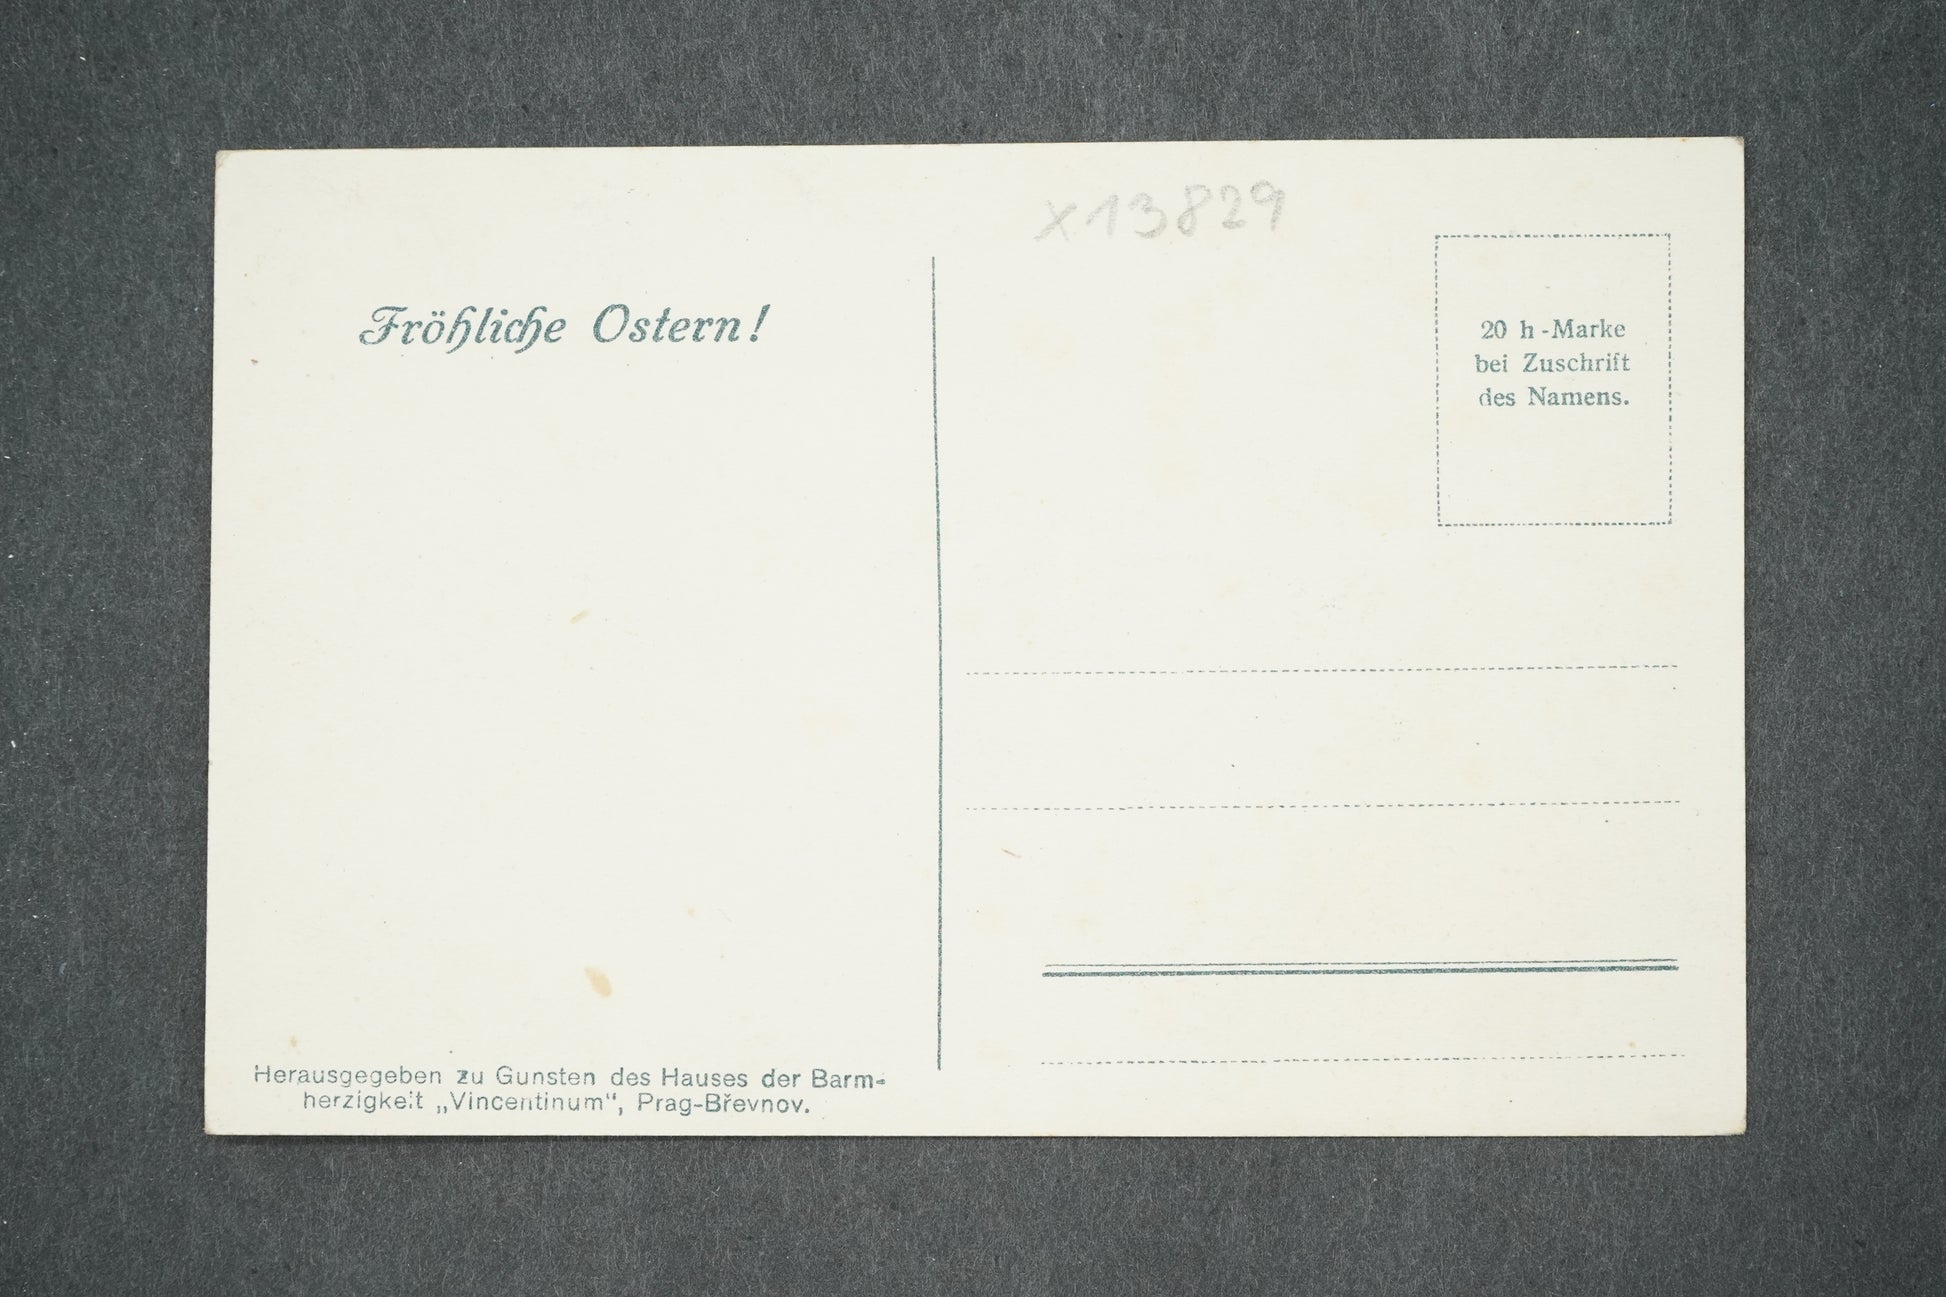 x13829
Fröhliche Ostern!
20 h-Marke
bei Zuschrift
des Namens.
Herausgegeben zu Gunsten des Hauses der Barm-
herzigkeit „Vincentinum“, Prag-Břevnov.